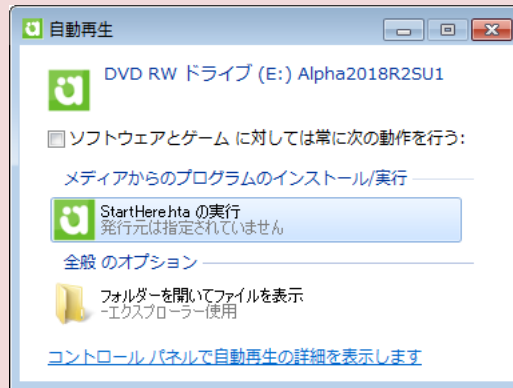 自動再生
DVD RW ドライブ (E:) Alpha2018R2SU1
ソフトウェアとゲーム に対しては常に次の動作を行う:
メディアからのプログラムのインストール/実行
StartHere.hta の実行
発行元は指定されていません
全般 のオプション
フォルダーを開いてファイルを表示
-エクスプローラー使用
コントロール パネルで自動再生の詳細を表示します